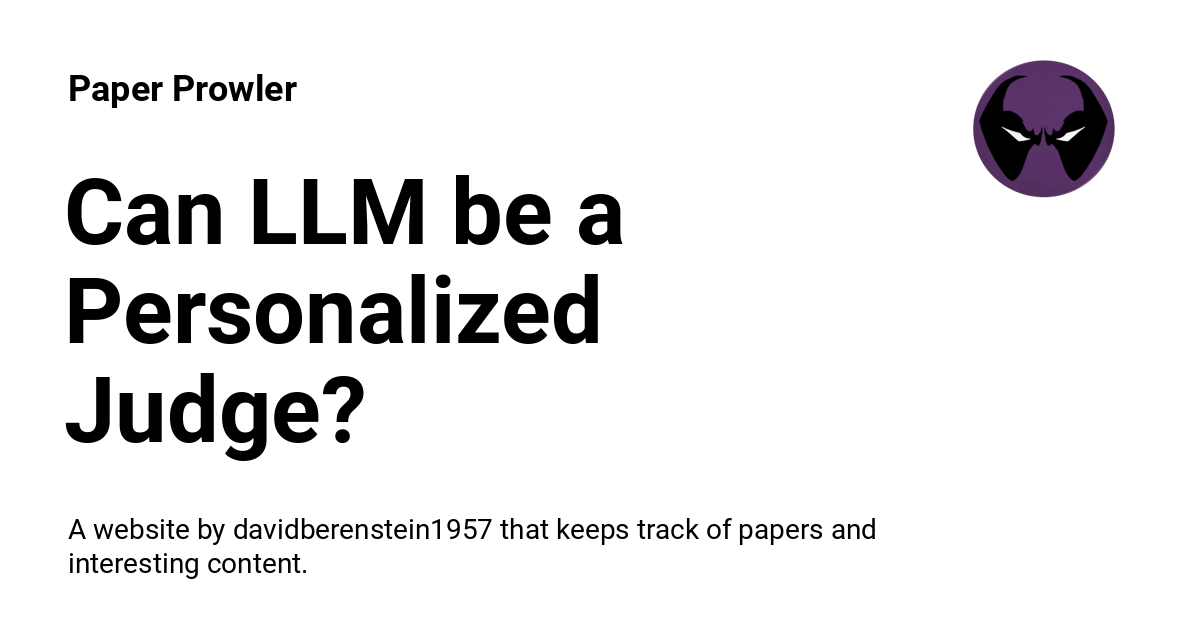 Paper Prowler
Can LLM be a
Personalized
Judge?
A website by davidberenstein1957 that keeps track of papers and
interesting content.